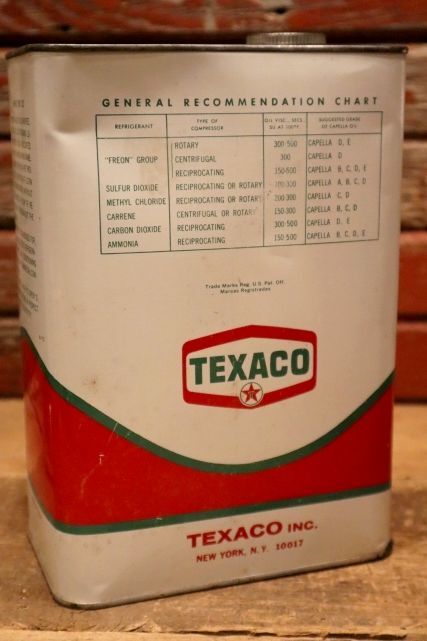 GENERAL RECOMMENDATION CHART
REFRIGERANT TYPE OF COMPRESSOR OIL VISC., SECS. SU AT 100°F. SUGGESTED GRADE OF CAPELLA OIL
ROTARY 300-500 CAPELLA D, E
"FREON" GROUP CENTRIFUGAL 300 CAPELLA D
RECIPROCATING 150-500 CAPELLA B, C, D, E
SULFUR DIOXIDE RECIPROCATING OR ROTARY CAPELLA A, B, C, D
METHYL CHLORIDE RECIPROCATING OR ROTARY 200-300 CAPELLA C, D
CARRENE CENTRIFUGAL OR ROTARY 150-300 CAPELLA B, C, D
CARBON DIOXIDE RECIPROCATING 300-500 CAPELLA D, E
AMMONIA RECIPROCATING 150-500 CAPELLA B, C, D, E
Trade Marks Reg. U.S. Pat. Off.
Marcas Registradas
TEXACO
T
TEXACO INC.
NEW YORK, N.Y. 10017